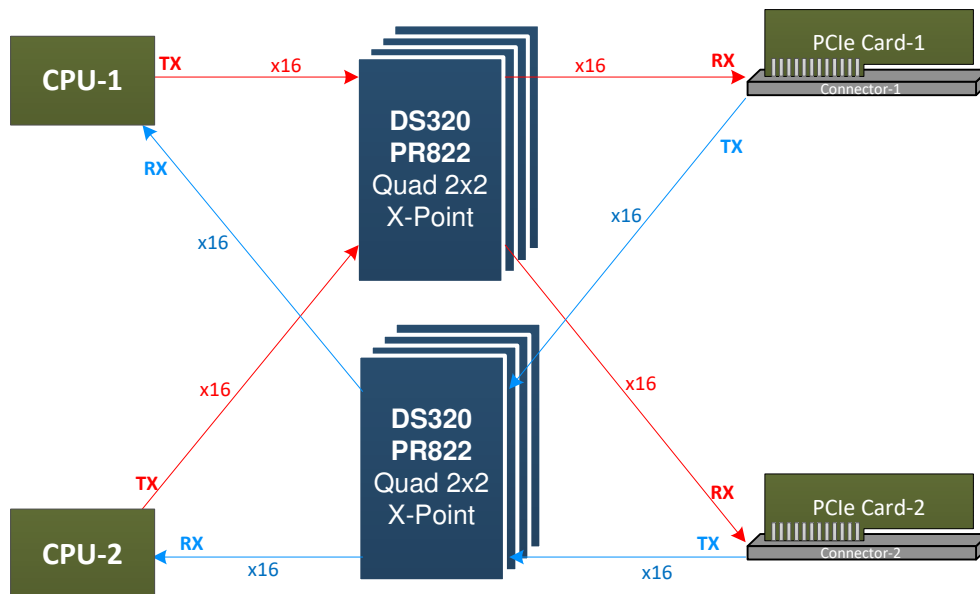 PCIe Card-1
Connector-1
CPU-1
TX
x16
x16
RX
DS320
PR822
Quad 2x2
X-Point
RX
TX
x16
x16
x16
x16
DS320
PR822
Quad 2x2
X-Point
TX
RX
PCIe Card-2
Connector-2
CPU-2
RX
x16
TX
x16